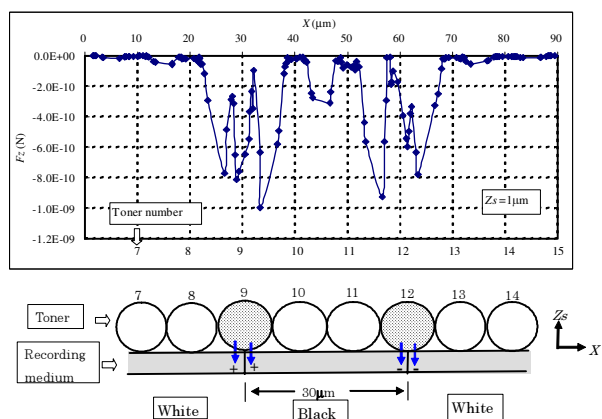 X (μm)
0 10 20 30 40 50 60 70 80 90
0.0E+00
-2.0E-10
-4.0E-10
-6.0E-10
-8.0E-10
-1.0E-09
-1.2E-09
Fz (N)
Toner number
Zs=1μm
7 8 9 10 11 12 13 14 15
7 8 9 10 11 12 13 14
Toner
Zs
Recording medium
X
+ + - -
30μm
White Black White